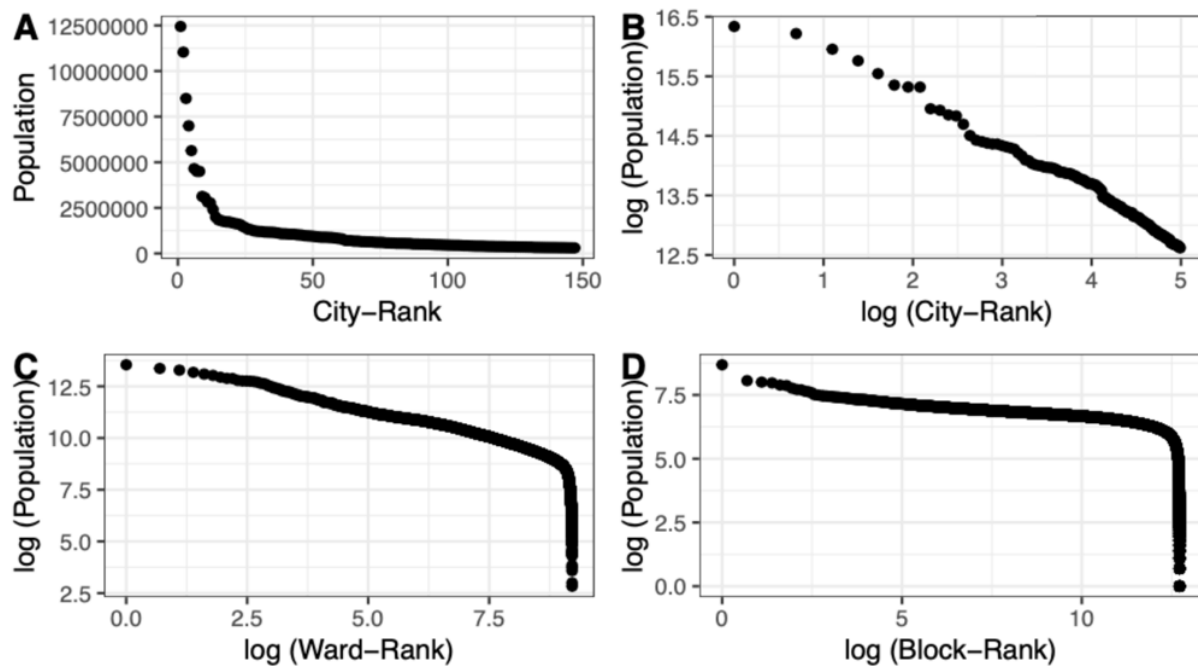 A
Population
12500000
10000000
7500000
5000000
2500000
0
0 50 100 150
City–Rank
B
log (Population)
16.5
15.5
14.5
13.5
12.5
0 1 2 3 4 5
log (City–Rank)
C
log (Population)
12.5
10.0
7.5
5.0
2.5
0.0 2.5 5.0 7.5
log (Ward–Rank)
D
log (Population)
7.5
5.0
2.5
0.0
0 5 10
log (Block–Rank)